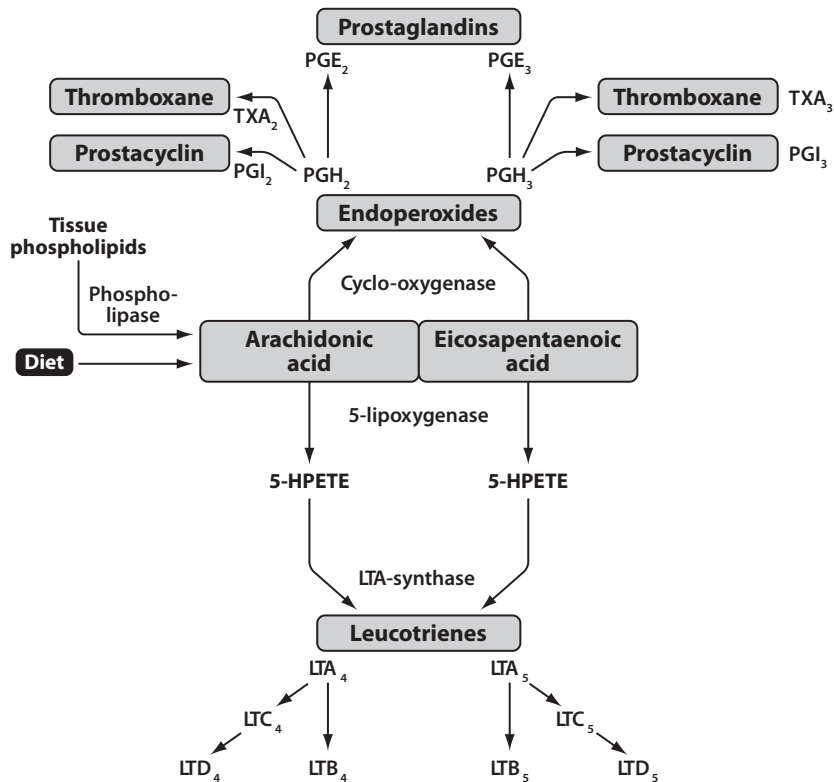 Prostaglandins
PGE2 PGE3
Thromboxane Thromboxane TXA3
TXA2
Prostacyclin Prostacyclin PGI3
PGI2 PGH2 PGH3
Endoperoxides
Tissue
phospholipids
Cyclo-oxygenase
Phospho-
lipase
Arachidonic
acid
Eicosapentaenoic
acid
Diet
5-lipoxygenase
5-HPETE 5-HPETE
LTA-synthase
Leucotrienes
LTA4 LTA5
LTC4 LTC5
LTD4 LTB4 LTB5 LTD5